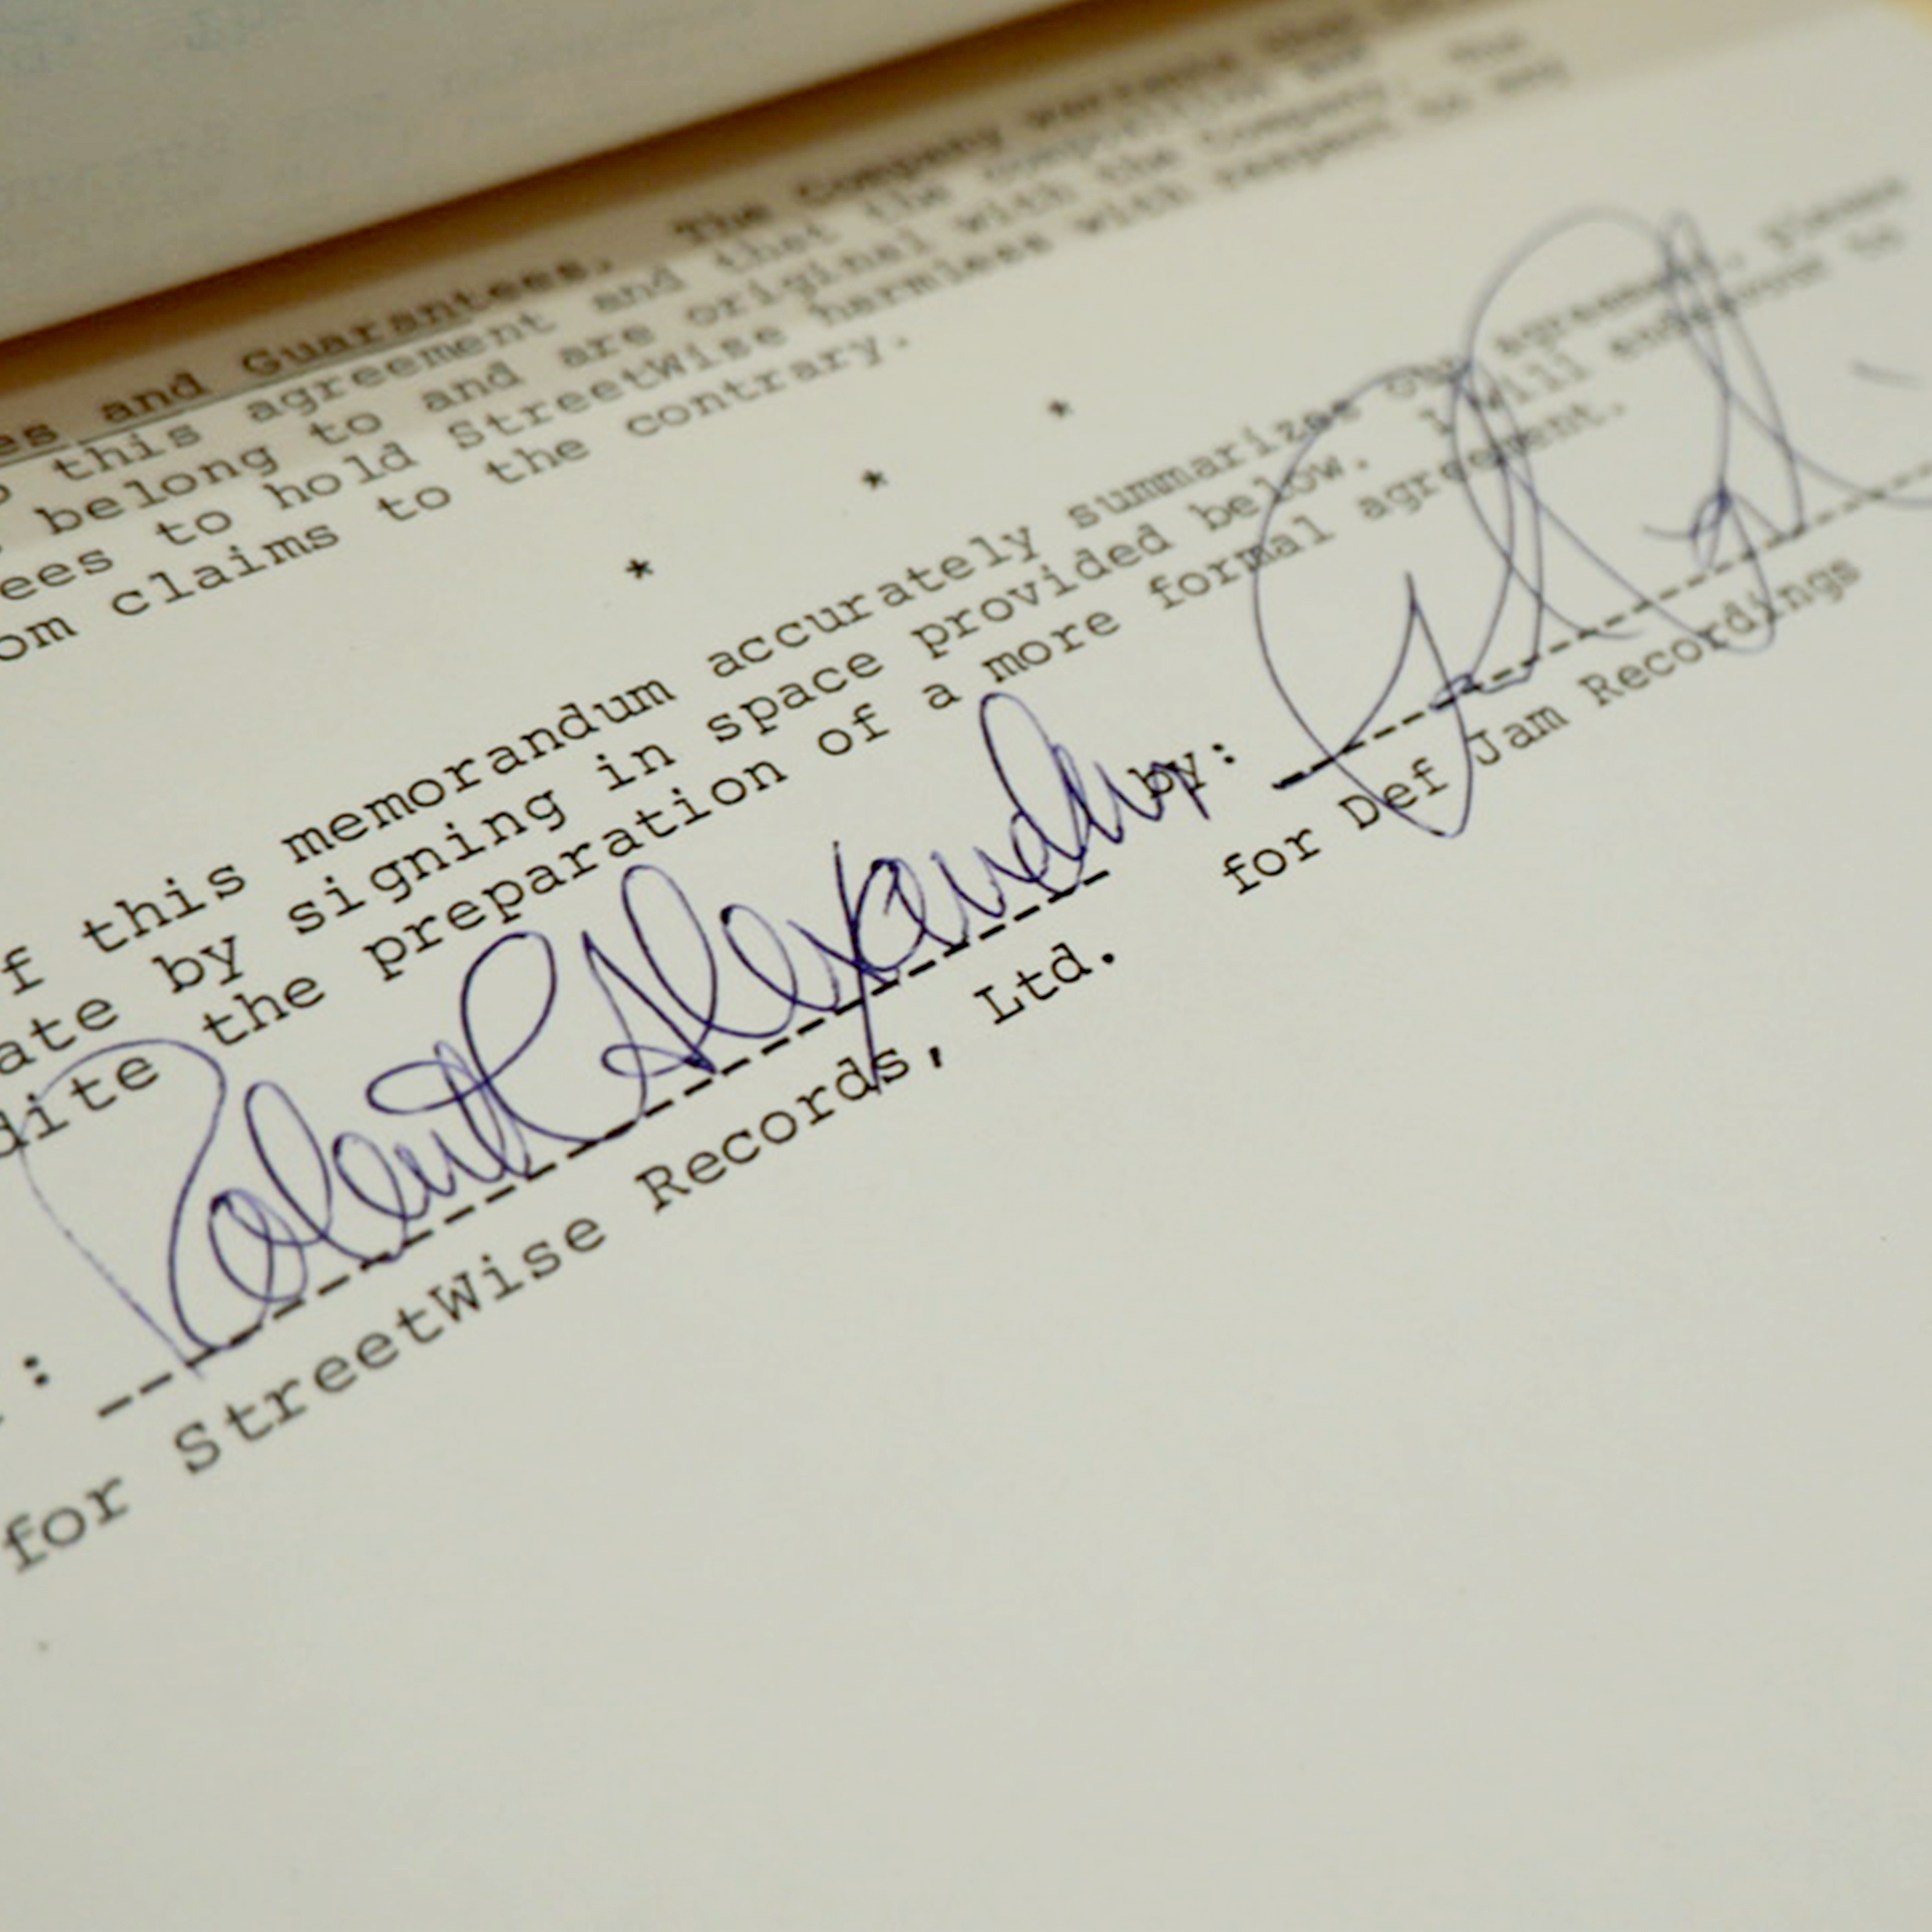 es and Guarantees. The Company warrants that
this agreement and that the composition and
belong to and are original with the Company. The
ees to hold StreetWise harmless with respect to any
om claims to the contrary.
* * *
f this memorandum accurately summarizes our agreement, please
ate by signing in space provided below. I will endeavour to
dite the preparation of a more formal agreement.
: Robert Alexander by:
for StreetWise Records, Ltd. for Def Jam Recordings